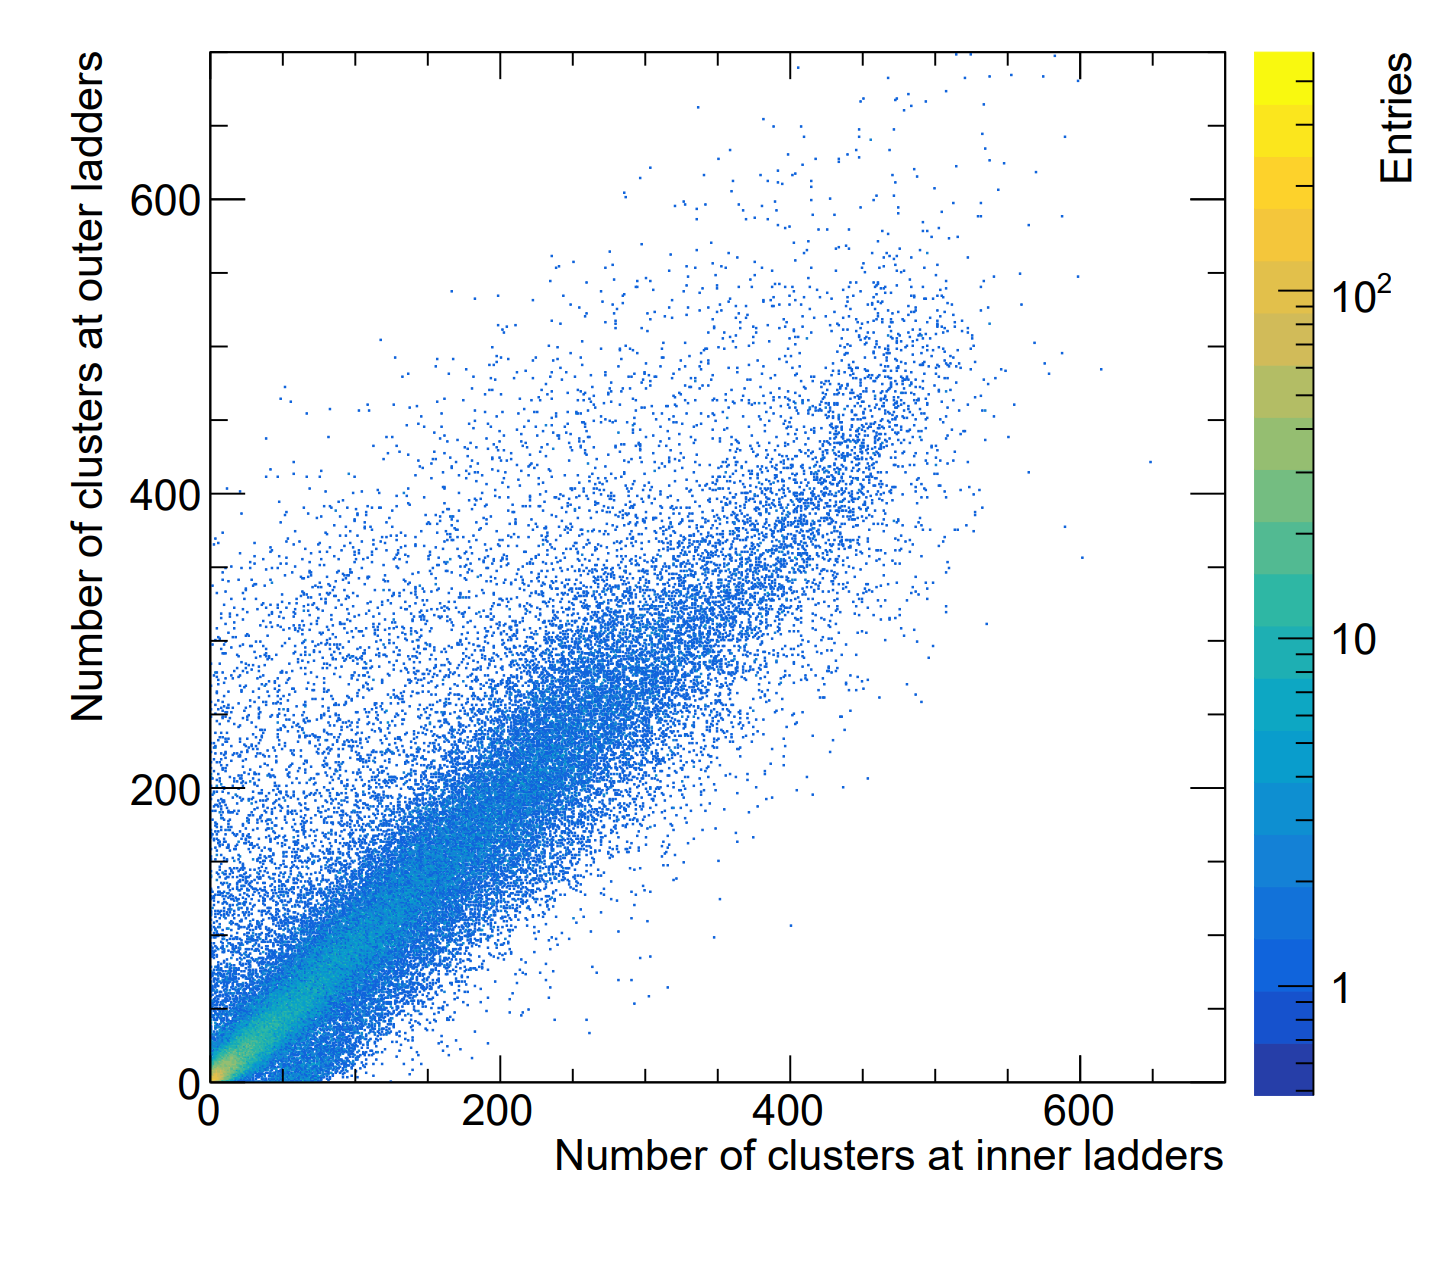 Number of clusters at outer ladders
600
400
200
0
0 200 400 600
Number of clusters at inner ladders
Entries
10²
10
1